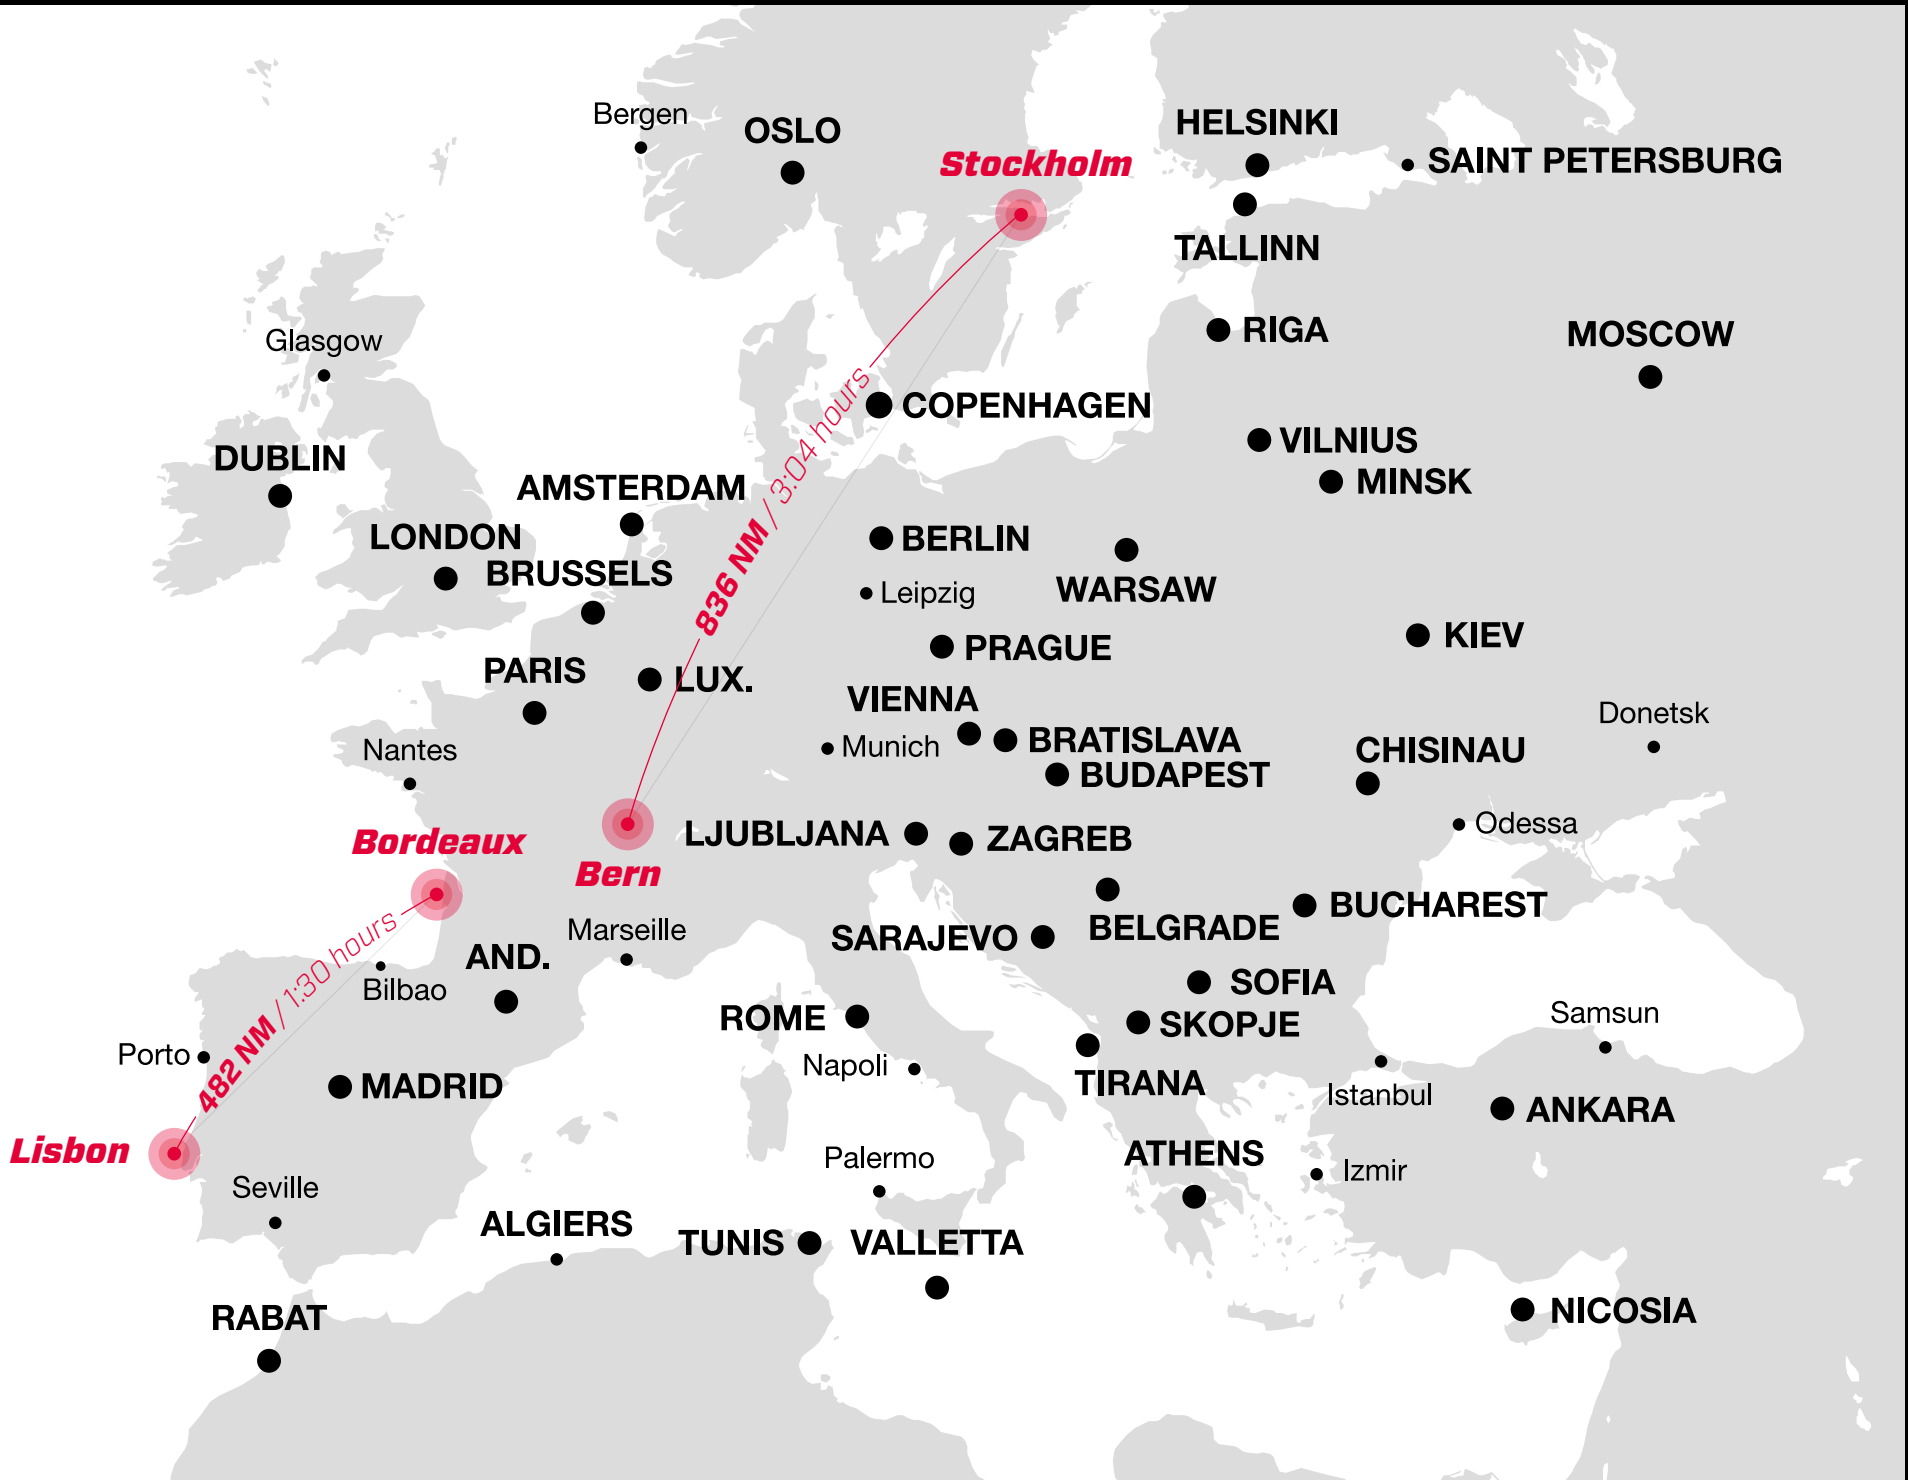 Bergen
OSLO
HELSINKI
Stockholm
SAINT PETERSBURG
TALLINN
Glasgow
RIGA
MOSCOW
COPENHAGEN
DUBLIN
VILNIUS
MINSK
AMSTERDAM
836 NM / 3:04 hours
LONDON
BERLIN
BRUSSELS
Leipzig
WARSAW
KIEV
PRAGUE
PARIS
LUX.
VIENNA
Donetsk
Nantes
Munich
BRATISLAVA
CHISINAU
BUDAPEST
Bordeaux
LJUBLJANA
ZAGREB
Odessa
Bern
BUCHAREST
Marseille
SARAJEVO
BELGRADE
AND.
482 NM / 1:30 hours
Bilbao
SOFIA
ROME
SKOPJE
Samsun
Porto
Napoli
MADRID
TIRANA
Istanbul
ANKARA
Lisbon
ATHENS
Palermo
Izmir
Seville
ALGIERS
TUNIS
VALLETTA
RABAT
NICOSIA